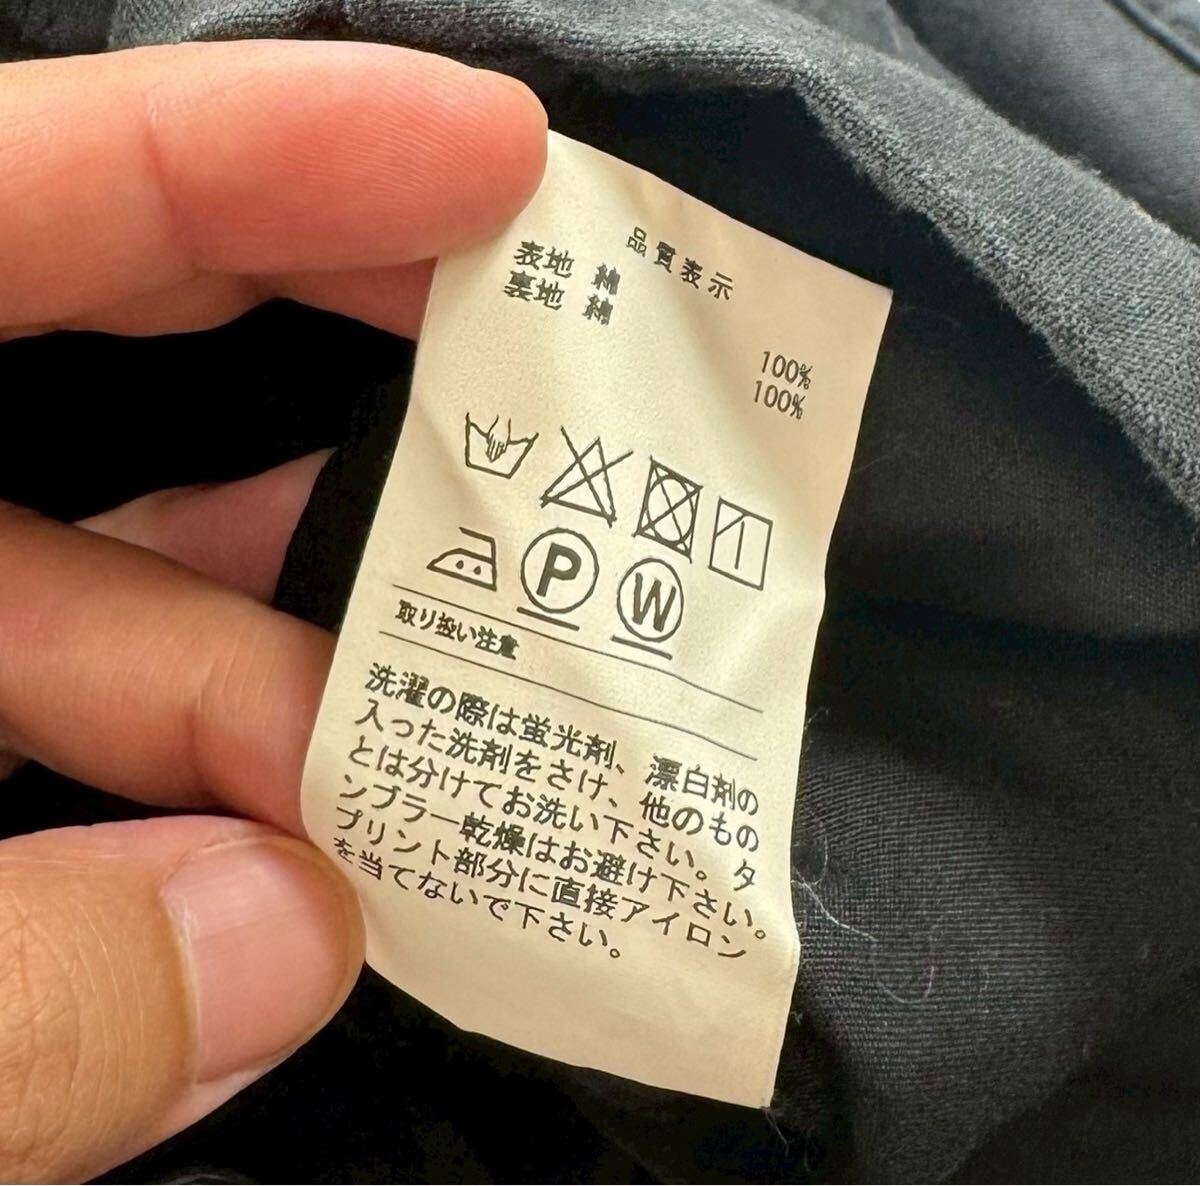 品質表示
表地 綿 100%
裏地 綿 100%
P W
取り扱い注意
洗濯の際は蛍光剤、漂白剤の
入った洗剤をさけ、他のもの
とは分けてお洗い下さい。タ
ンブラー乾燥はお避け下さい。
プリント部分に直接アイロン
を当てないで下さい。